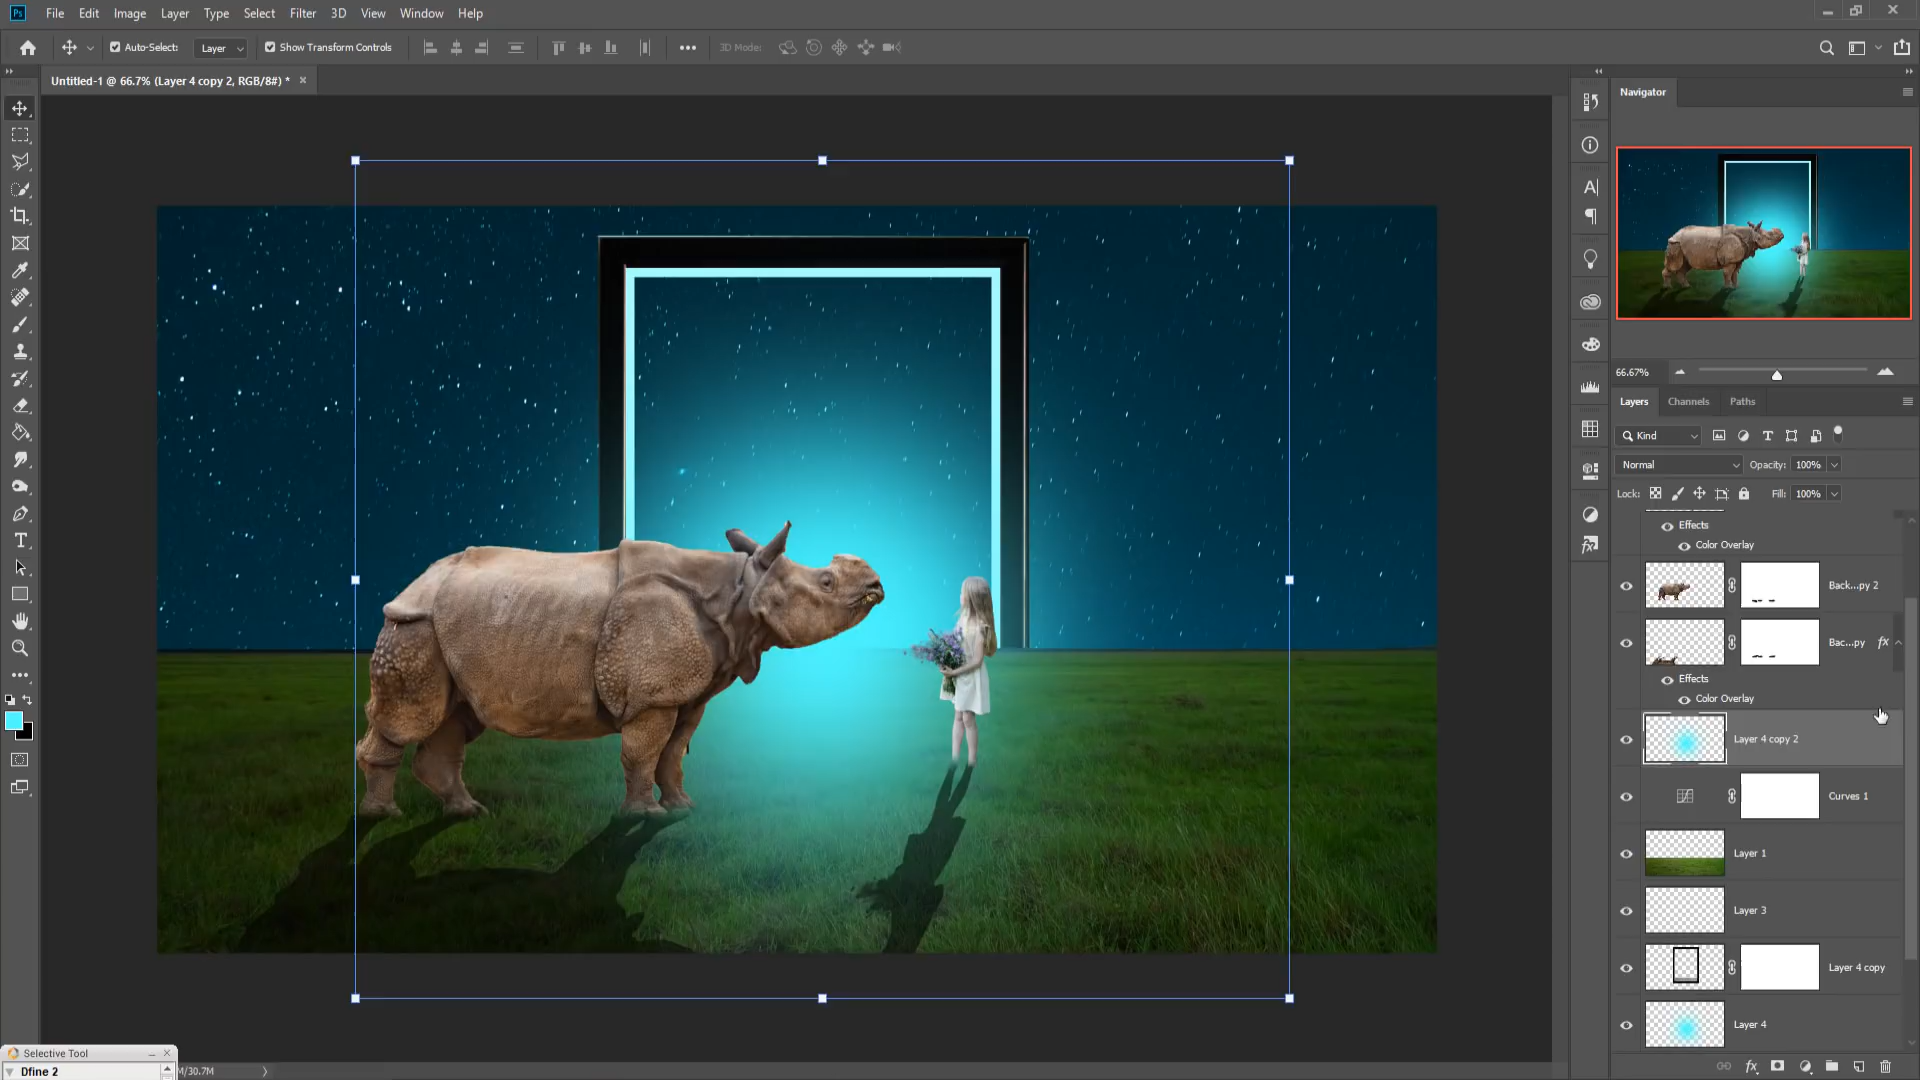 Ps File Edit Image Layer Type Select Filter 3D View Window Help
Auto-Select: Layer Show Transform Controls 3D Mode:
Untitled-1 @ 66.7% (Layer 4 copy 2, RGB/8#) *
Navigator
66.67%
Layers Channels Paths
Kind
Normal Opacity: 100%
Lock: Fill: 100%
Effects
Color Overlay
Back...py 2
Bac...py fx
Effects
Color Overlay
Layer 4 copy 2
Curves 1
Layer 1
Layer 3
Layer 4 copy
Layer 4
fx
Selective Tool
Dfine 2
M/30.7M